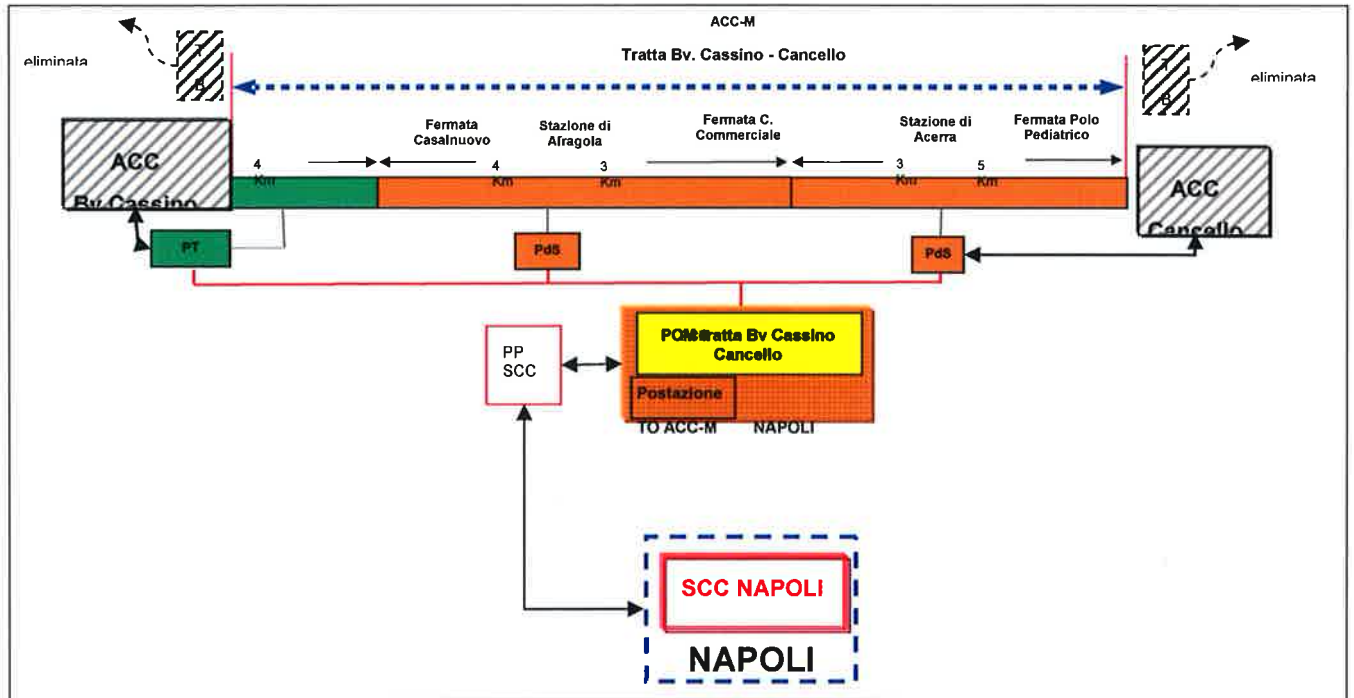 ACC-M
Tratta Bv. Cassino - Cancello
eliminata
T
B
T
B
eliminata
Fermata
Casalnuovo
Stazione di
Afragola
Fermata C.
Commerciale
Stazione di
Acerra
Fermata Polo
Pediatrico
ACC
Bv Cassino
4
Km
4
Km
3
Km
3
Km
5
Km
ACC
Cancello
PT
PdS
PdS
PP
SCC
Tratta Bv Cassino
Cancello
Postazione
TO ACC-M NAPOLI
SCC NAPOLI
NAPOLI